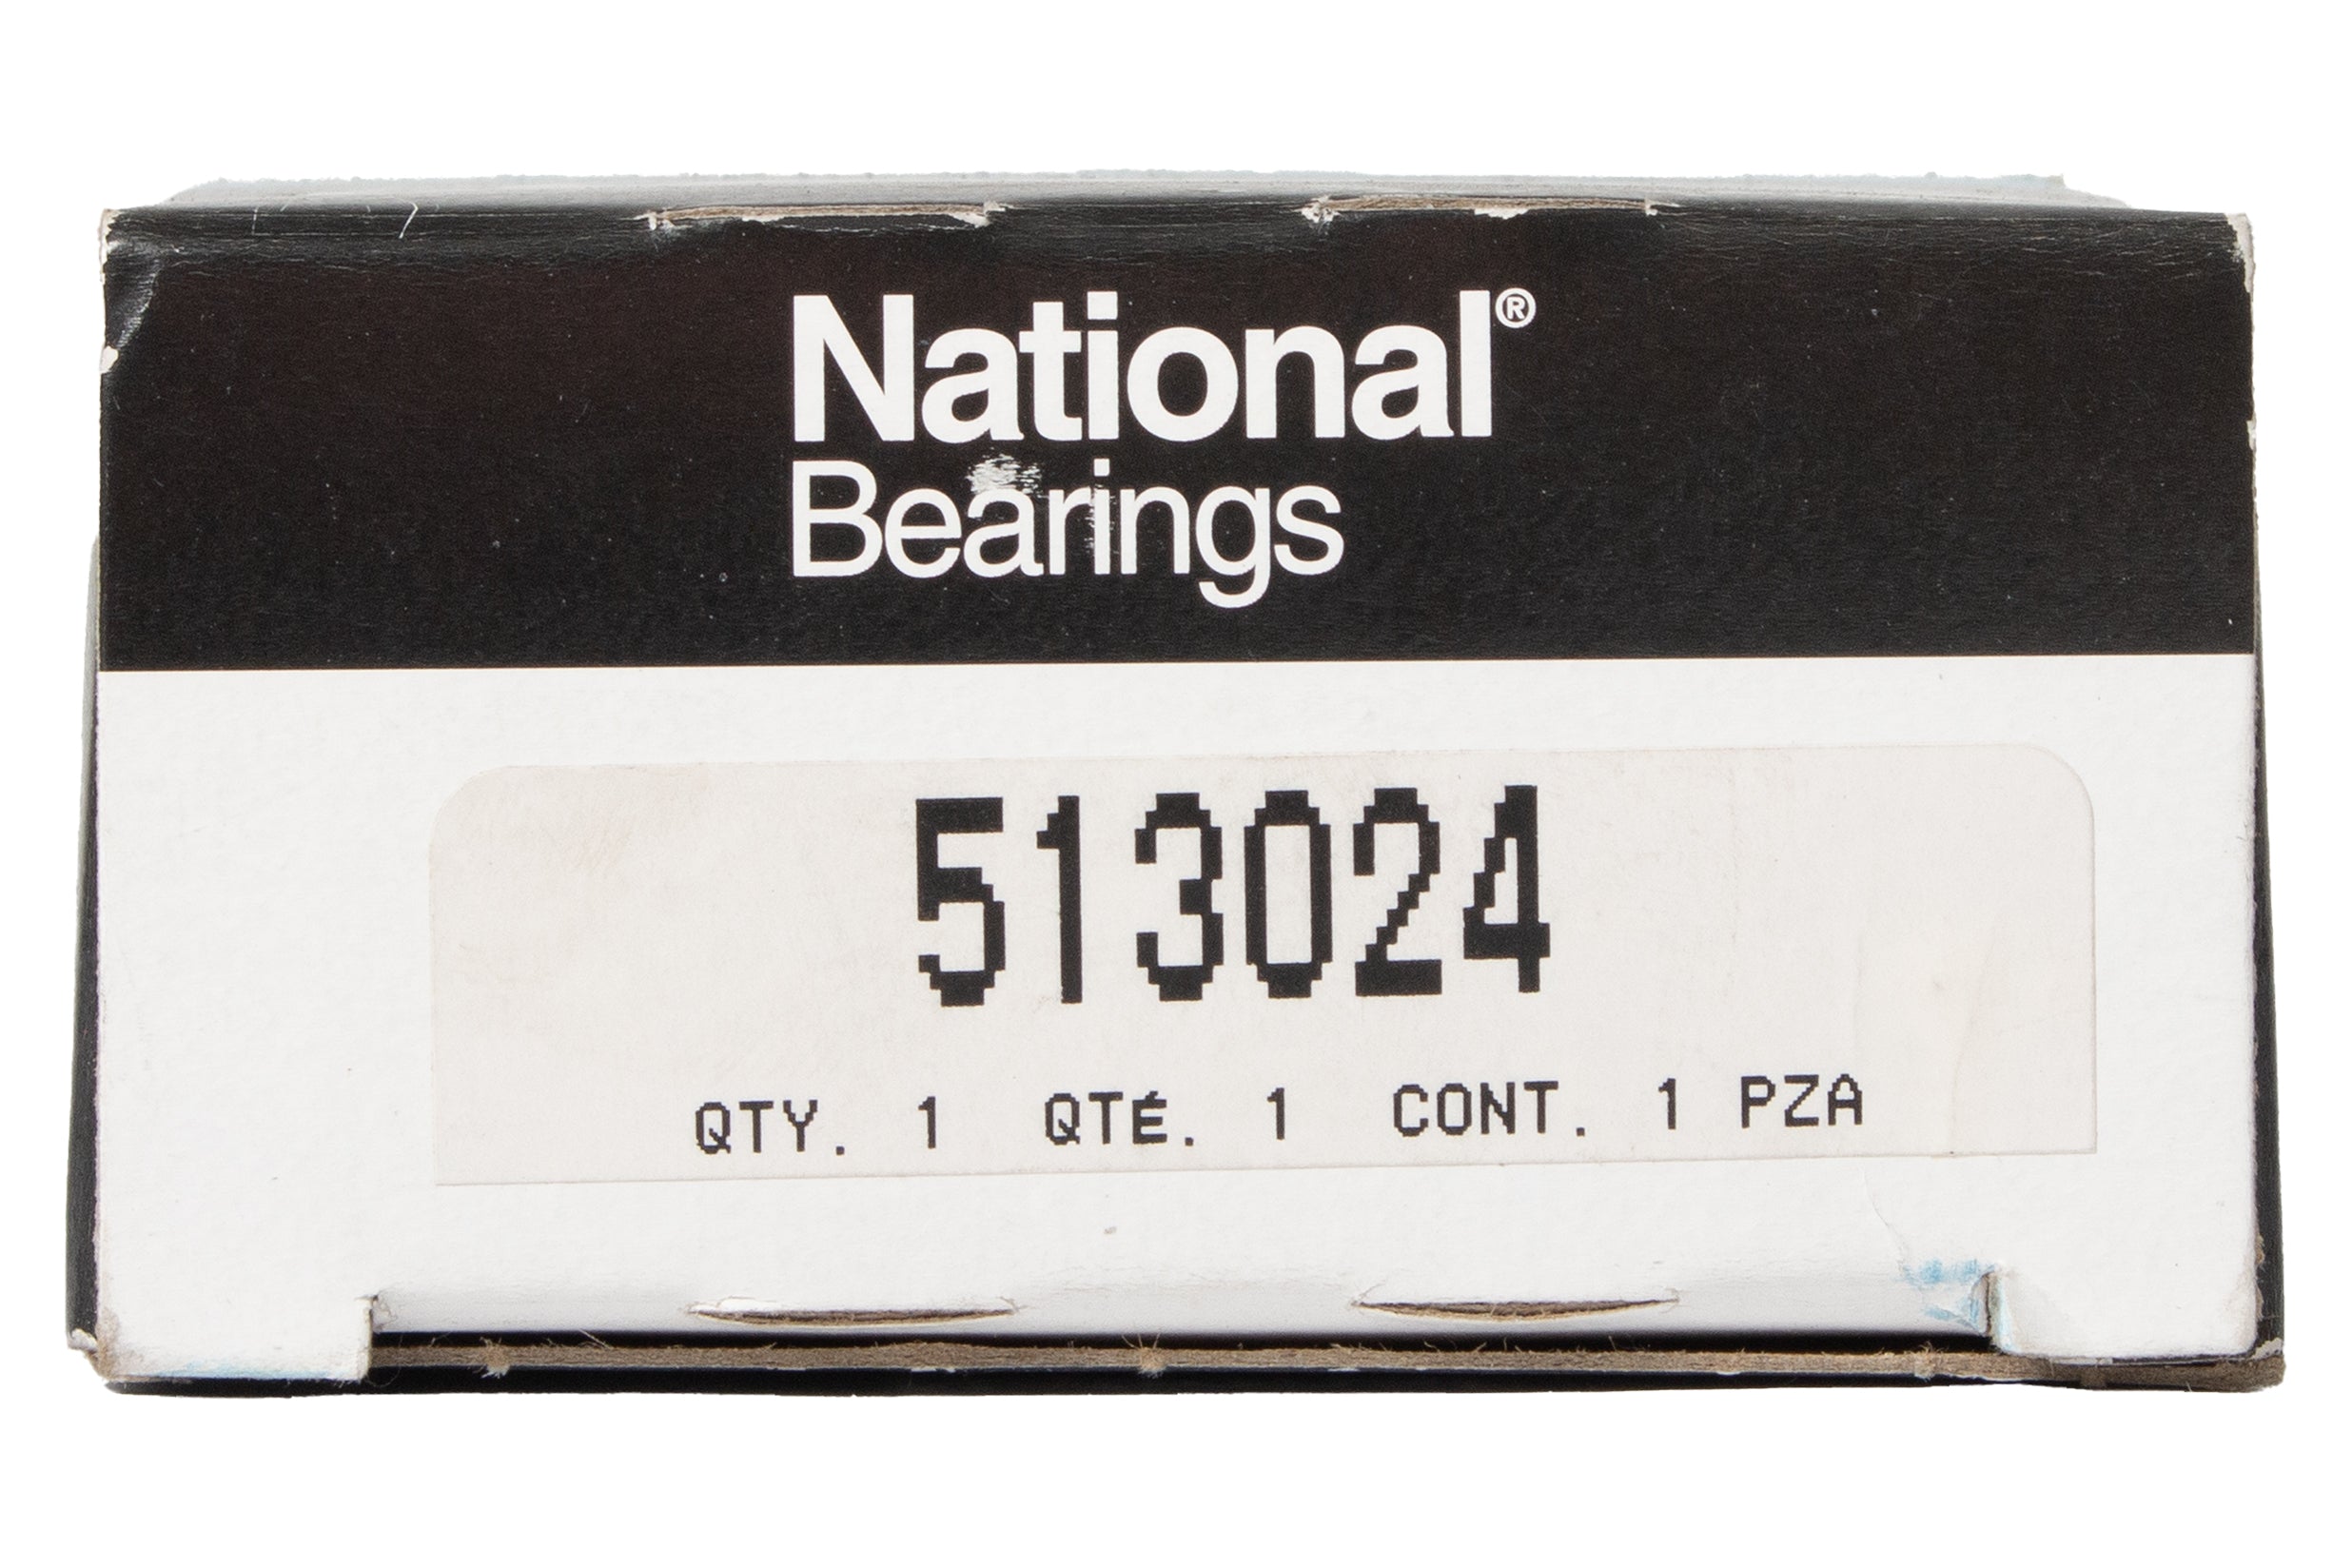 National®
Bearings
513024
QTY. 1 QTÉ. 1 CONT. 1 PZA